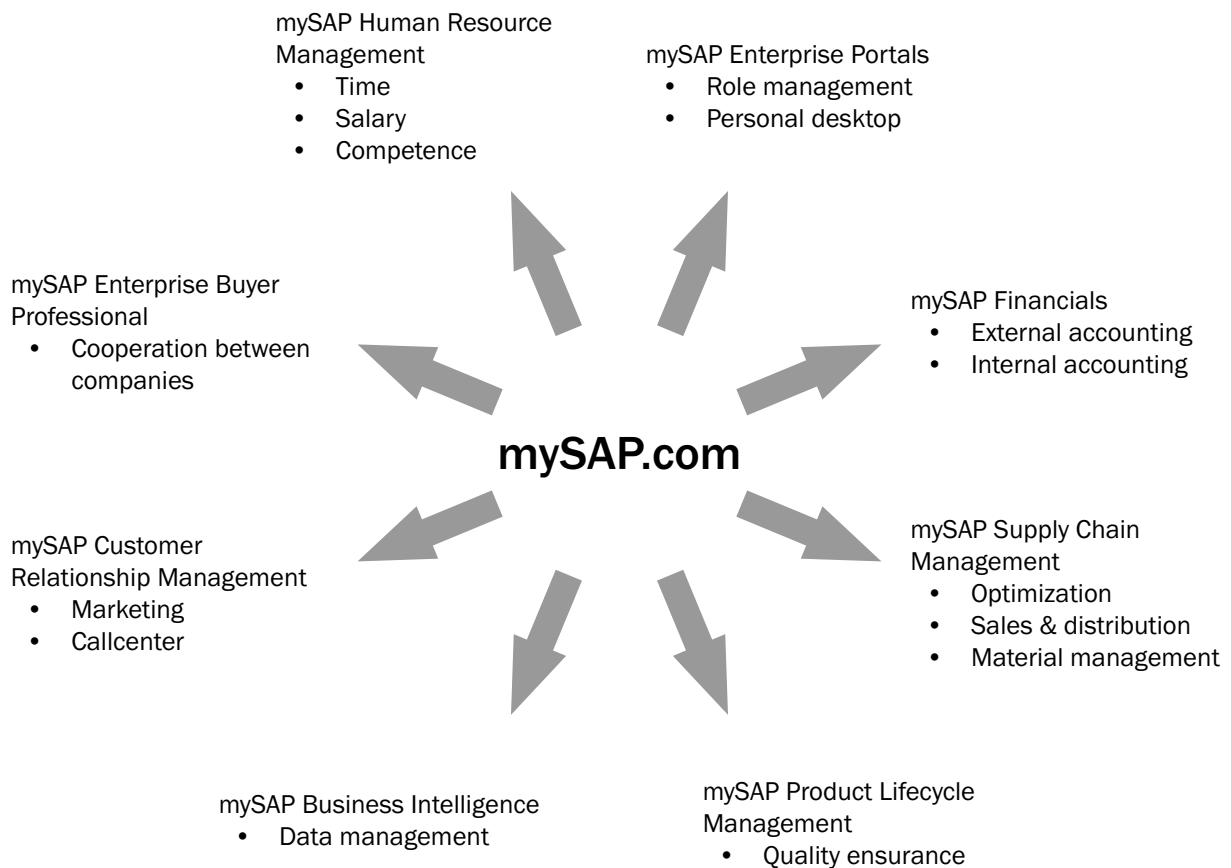 mySAP Human Resource
Management
• Time
• Salary
• Competence
mySAP Enterprise Portals
• Role management
• Personal desktop
mySAP Enterprise Buyer
Professional
• Cooperation between
companies
mySAP Financials
• External accounting
• Internal accounting
mySAP.com
mySAP Customer
Relationship Management
• Marketing
• Callcenter
mySAP Supply Chain
Management
• Optimization
• Sales & distribution
• Material management
mySAP Business Intelligence
• Data management
mySAP Product Lifecycle
Management
• Quality ensurance